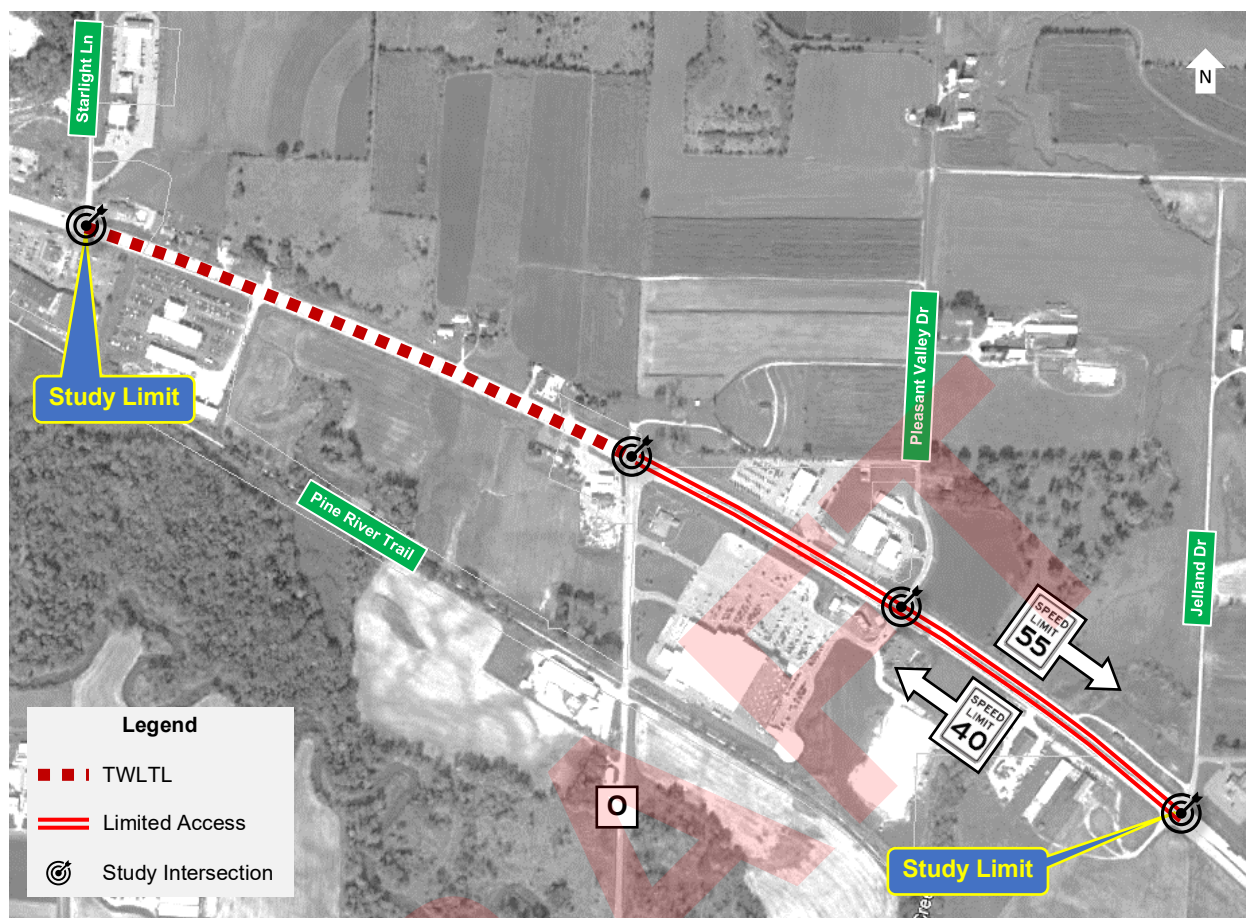 Starlight Ln
N
Study Limit
Pine River Trail
Pleasant Valley Dr
Jelland Dr
SPEED
LIMIT
55
SPEED
LIMIT
40
O
Study Limit
Legend
TWLTL
Limited Access
Study Intersection